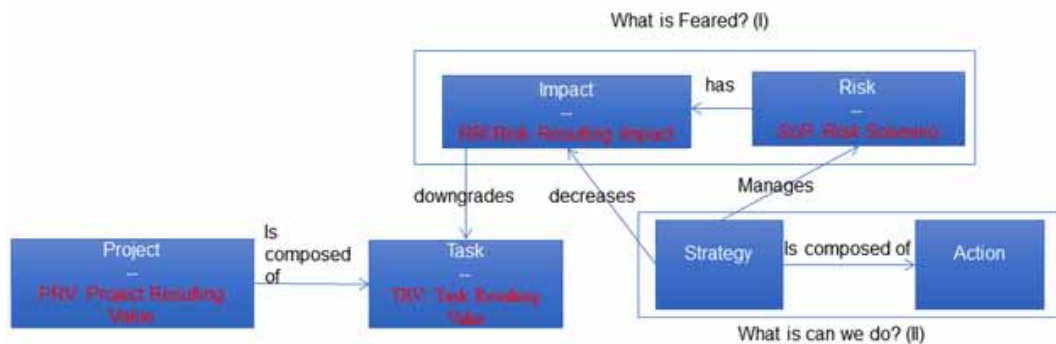 What is Feared? (I)
Impact
--
RRI:Risk Resulting Impact
has
Risk
--
Risk Scenario
downgrades
decreases
Manages
Project
--
PRV: Project Resulting
Value
Is
composed
of
Task
--
TRV: Task Resulting
Value
Strategy
Is composed of
Action
What is can we do? (II)